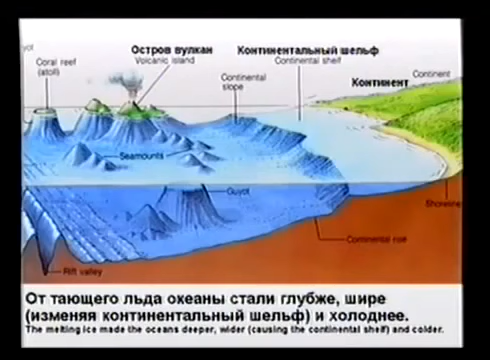 yot
Coral reef
(atoll)
Остров вулкан
Volcanic island
Континентальный шельф
Continental shelf
Continental
slope
Континент
Continent
Seamounts
Guyot
Shoreline
Continental rise
Rift valley
От тающего льда океаны стали глубже, шире
(изменяя континентальный шельф) и холоднее.
The melting ice made the oceans deeper, wider (causing the continental shelf) and colder.